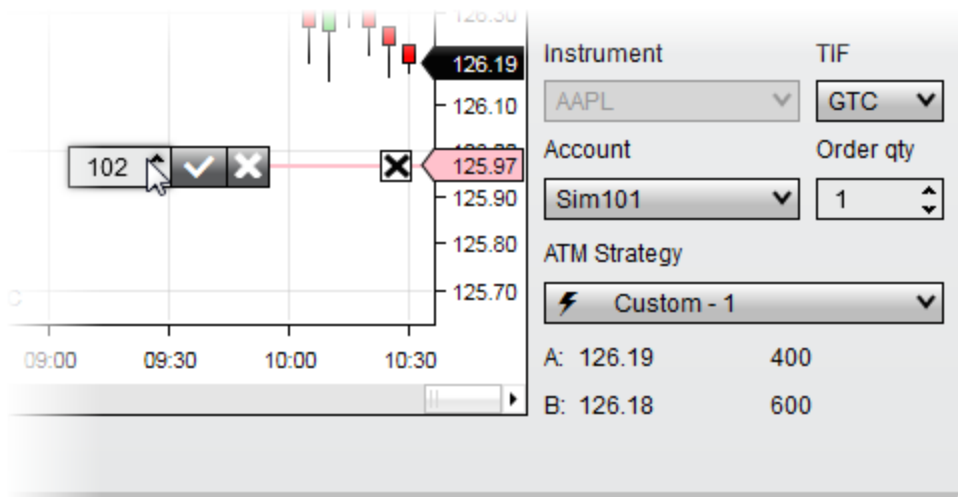 126.30
126.19
126.10
102
125.97
125.90
125.80
125.70
09:00 09:30 10:00 10:30
Instrument TIF
AAPL GTC
Account Order qty
Sim101 1
ATM Strategy
Custom - 1
A: 126.19 400
B: 126.18 600